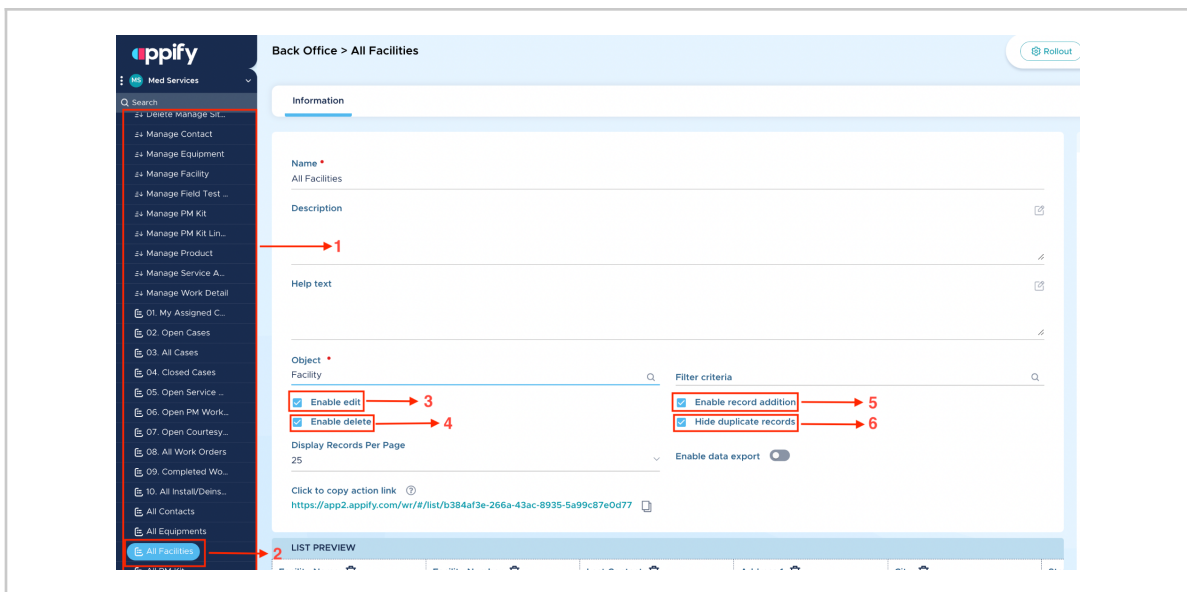 appify
Back Office > All Facilities
Rollout
MS Med Services
Search
Delete Manage Sit...
Manage Contact
Manage Equipment
Manage Facility
Manage Field Test ...
Manage PM Kit
Manage PM Kit Lin...
Manage Product
Manage Service A...
Manage Work Detail
01. My Assigned C...
02. Open Cases
03. All Cases
04. Closed Cases
05. Open Service ...
06. Open PM Work...
07. Open Courtesy...
08. All Work Orders
09. Completed Wo...
10. All Install/Deins...
All Contacts
All Equipments
All Facilities
All PM Kit
1
2
Information
Name *
All Facilities
Description
Help text
Object *
Facility
Filter criteria
Enable edit
3
Enable record addition
5
Enable delete
4
Hide duplicate records
6
Display Records Per Page
25
Enable data export
Click to copy action link ?
https://app2.appify.com/wr/#/list/b384af3e-266a-43ac-8935-5a99c87e0d77
LIST PREVIEW